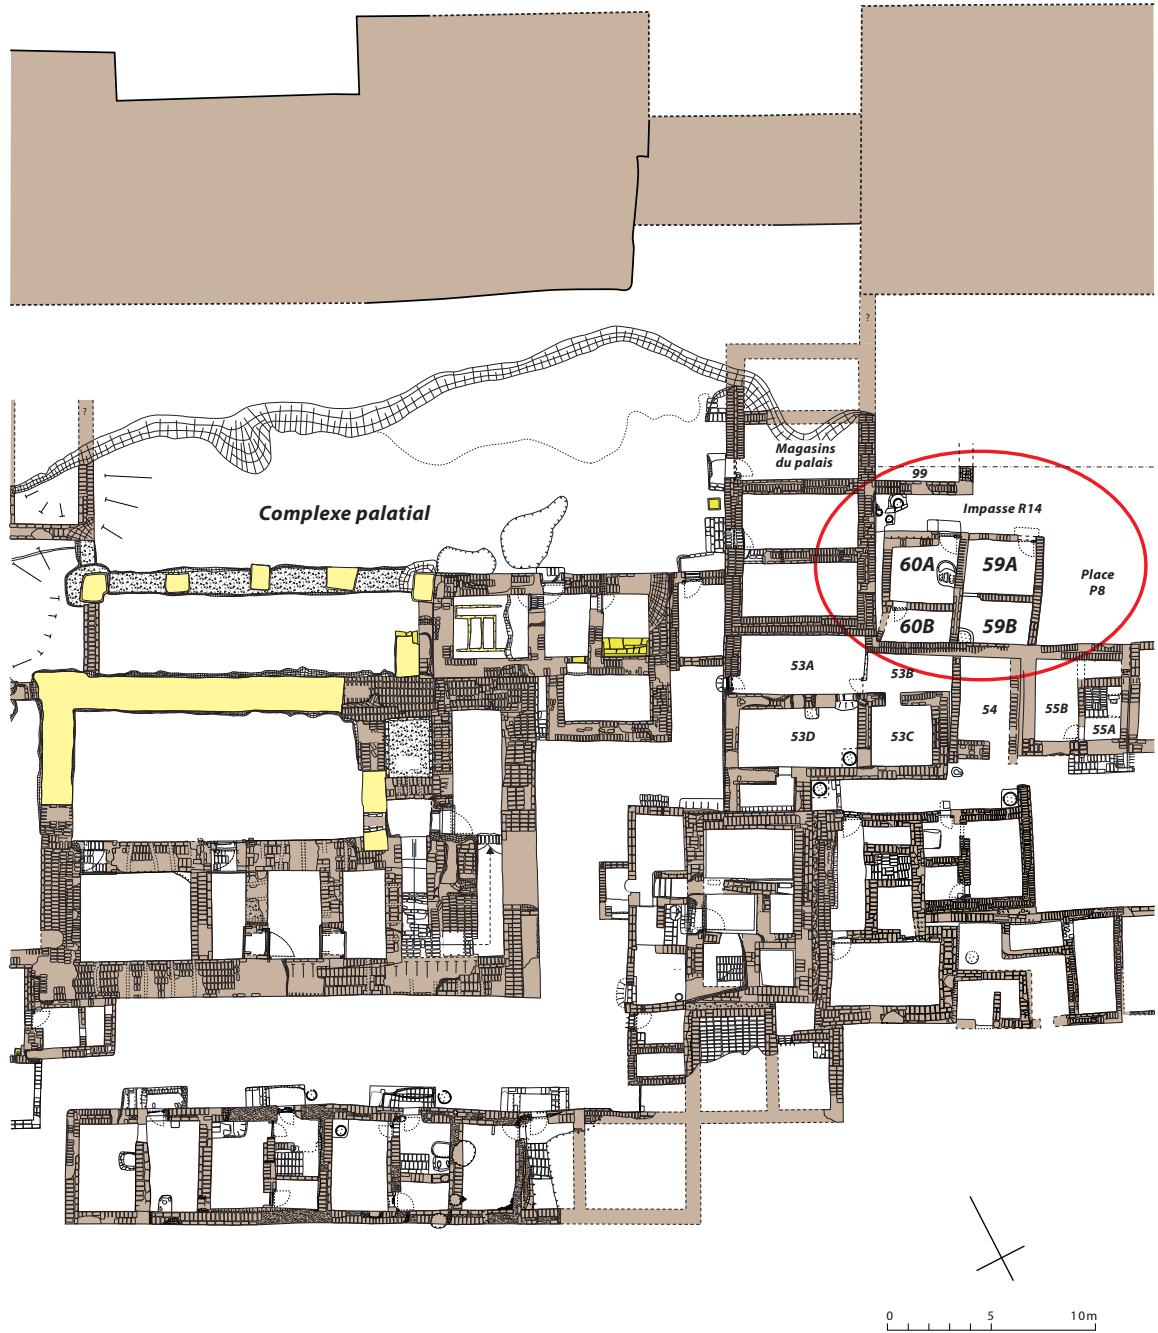 ?
?
Magasins
du palais
99
Complexe palatial
Impasse R14
60A
59A
Place
P8
60B
59B
53A
53B
54
55B
55A
53D
53C
0 5 10m